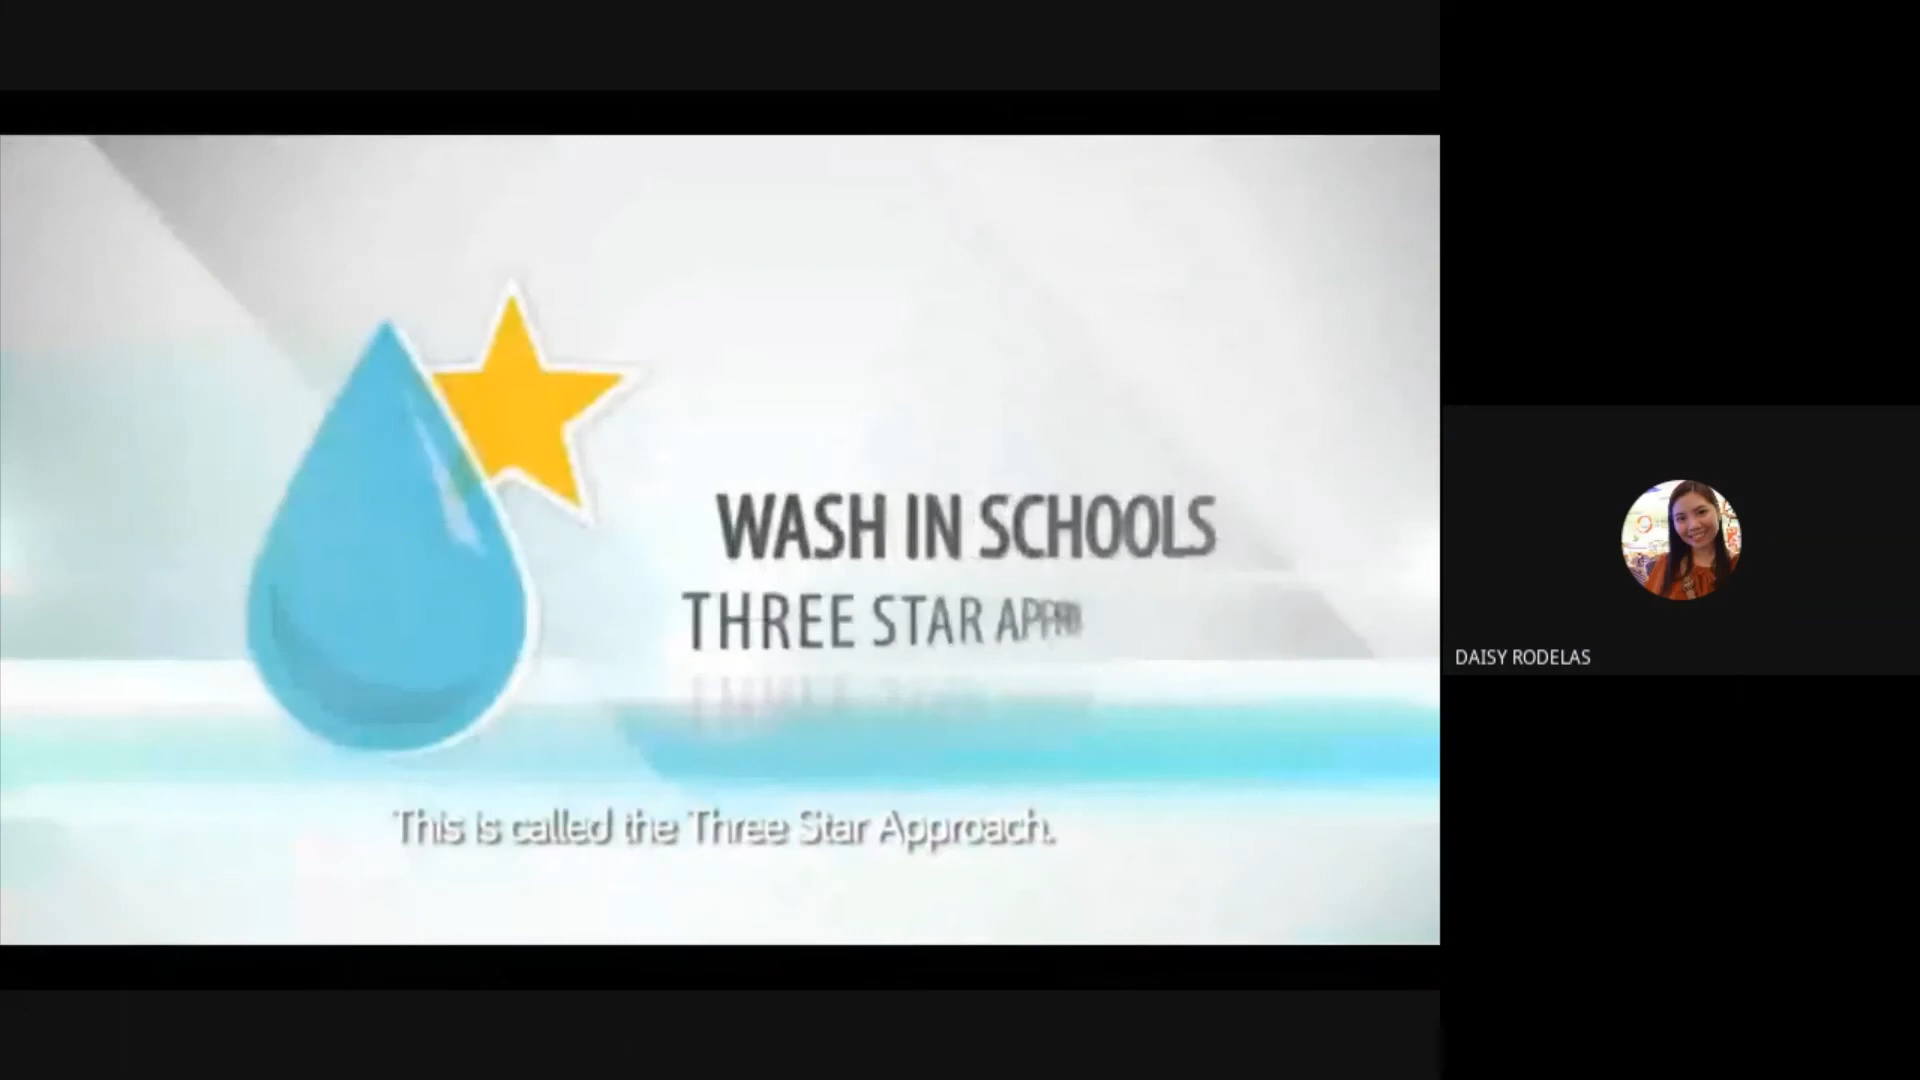 WASH IN SCHOOLS
THREE STAR
This is called the Three Star Approach.
DAISY RODELAS